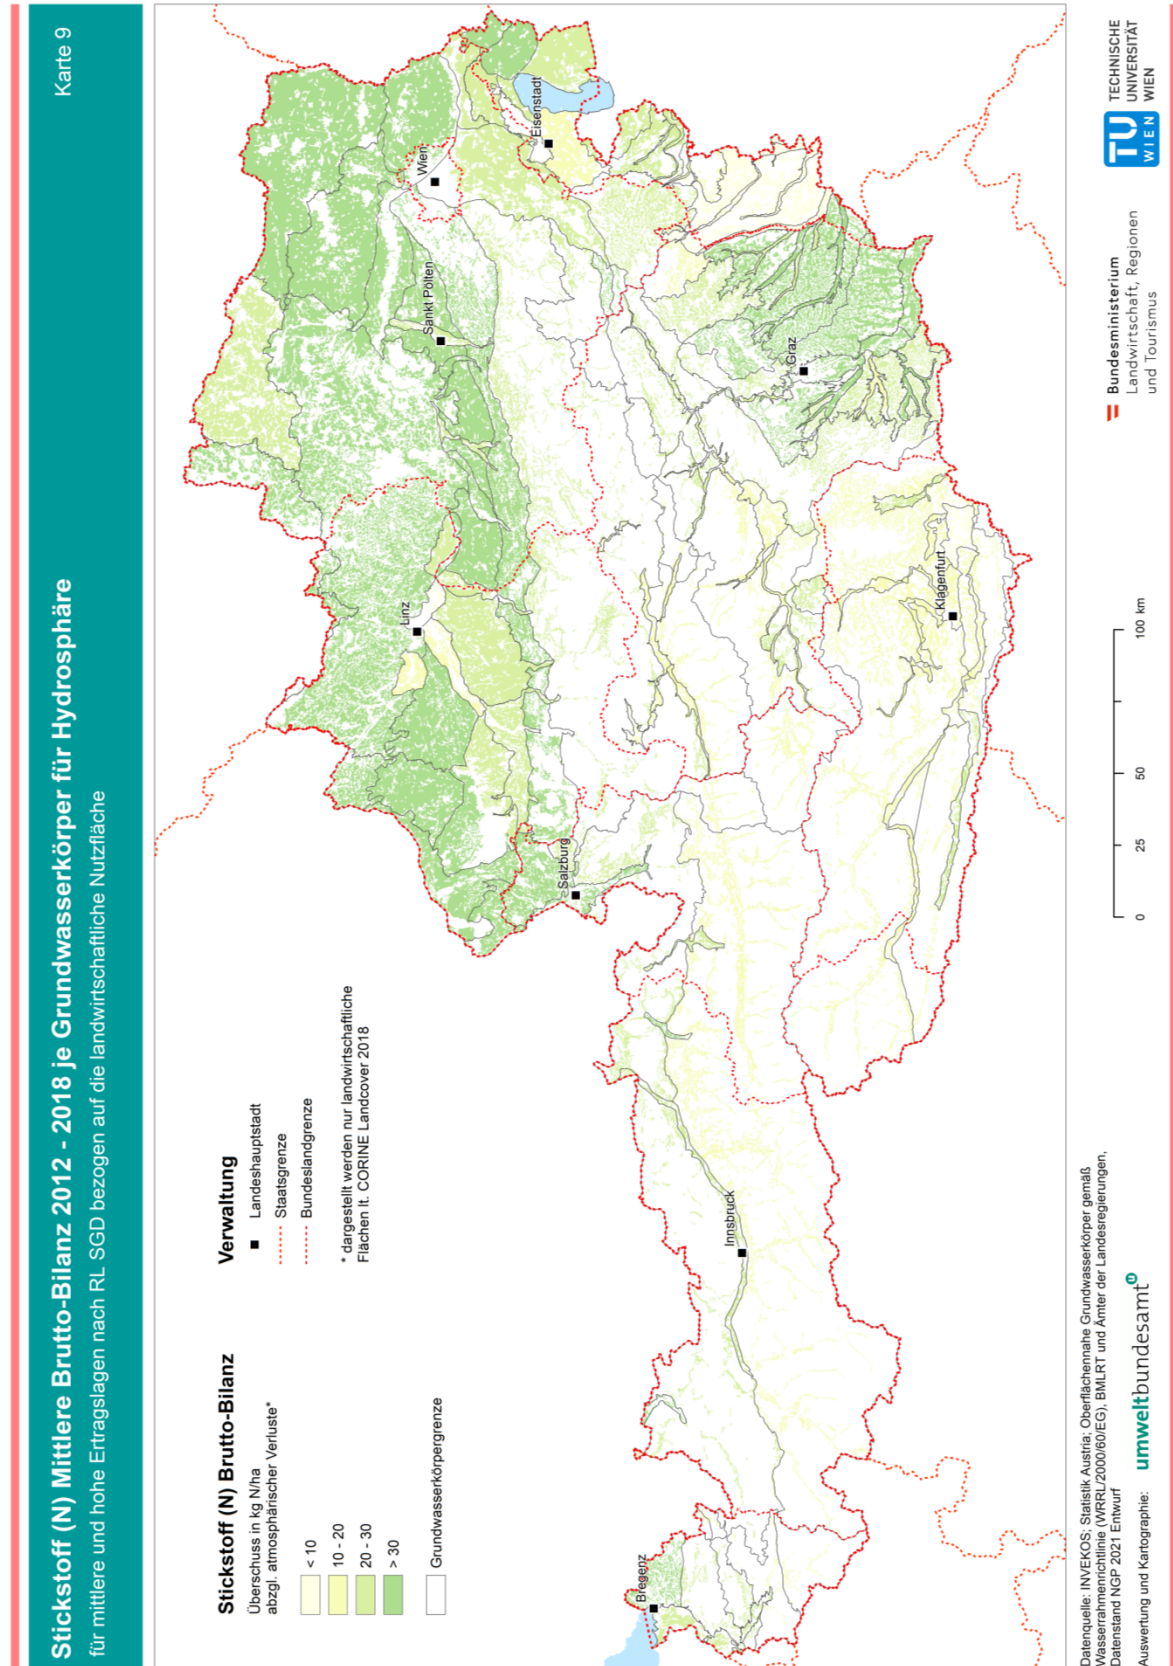 Stickstoff (N) Mittlere Brutto-Bilanz 2012 - 2018 je Grundwasserkörper für Hydrosphäre
für mittlere und hohe Ertragslagen nach RL SGD bezogen auf die landwirtschaftliche Nutzfläche
Karte 9
Stickstoff (N) Brutto-Bilanz
Überschuss in kg N/ha
abzgl. atmosphärischer Verluste*
< 10
10 - 20
20 - 30
> 30
Grundwasserkörpergrenze
Verwaltung
Landeshauptstadt
Staatsgrenze
Bundeslandgrenze
* dargestellt werden nur landwirtschaftliche
Flächen lt. CORINE Landcover 2018
Wien
Eisenstadt
Sankt Pölten
Linz
Salzburg
Graz
Klagenfurt
Innsbruck
Bregenz
0
25
50
100 km
Datenquelle: INVEKOS; Statistik Austria; Oberflächennahe Grundwasserkörper gemäß
Wasserrahmenrichtlinie (WRRL/2000/60/EG), BMLRT und Ämter der Landesregierungen,
Datenstand NGP 2021 Entwurf
Auswertung und Kartographie:
umweltbundesamt
u
Bundesministerium
Landwirtschaft, Regionen
und Tourismus
TU
WIEN
TECHNISCHE
UNIVERSITÄT
WIEN